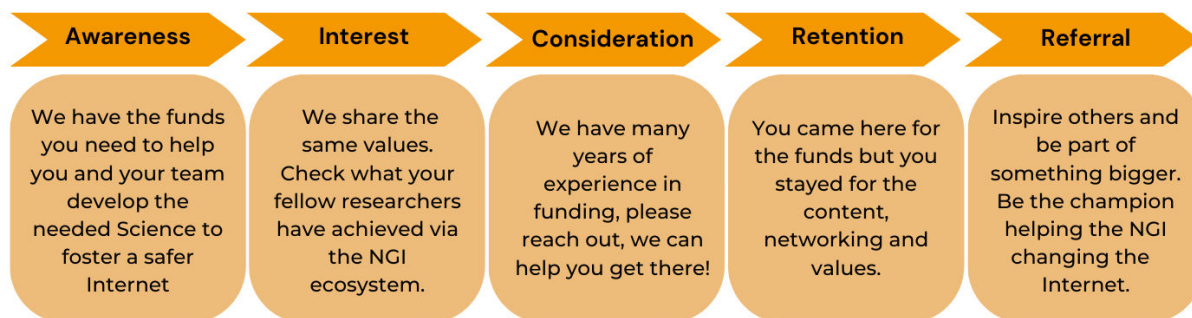 Awareness
Interest
Consideration
Retention
Referral
We have the funds
you need to help
you and your team
develop the
needed Science to
foster a safer
Internet
We share the
same values.
Check what your
fellow researchers
have achieved via
the NGI
ecosystem.
We have many
years of
experience in
funding, please
reach out, we can
help you get there!
You came here for
the funds but you
stayed for the
content,
networking and
values.
Inspire others and
be part of
something bigger.
Be the champion
helping the NGI
changing the
Internet.